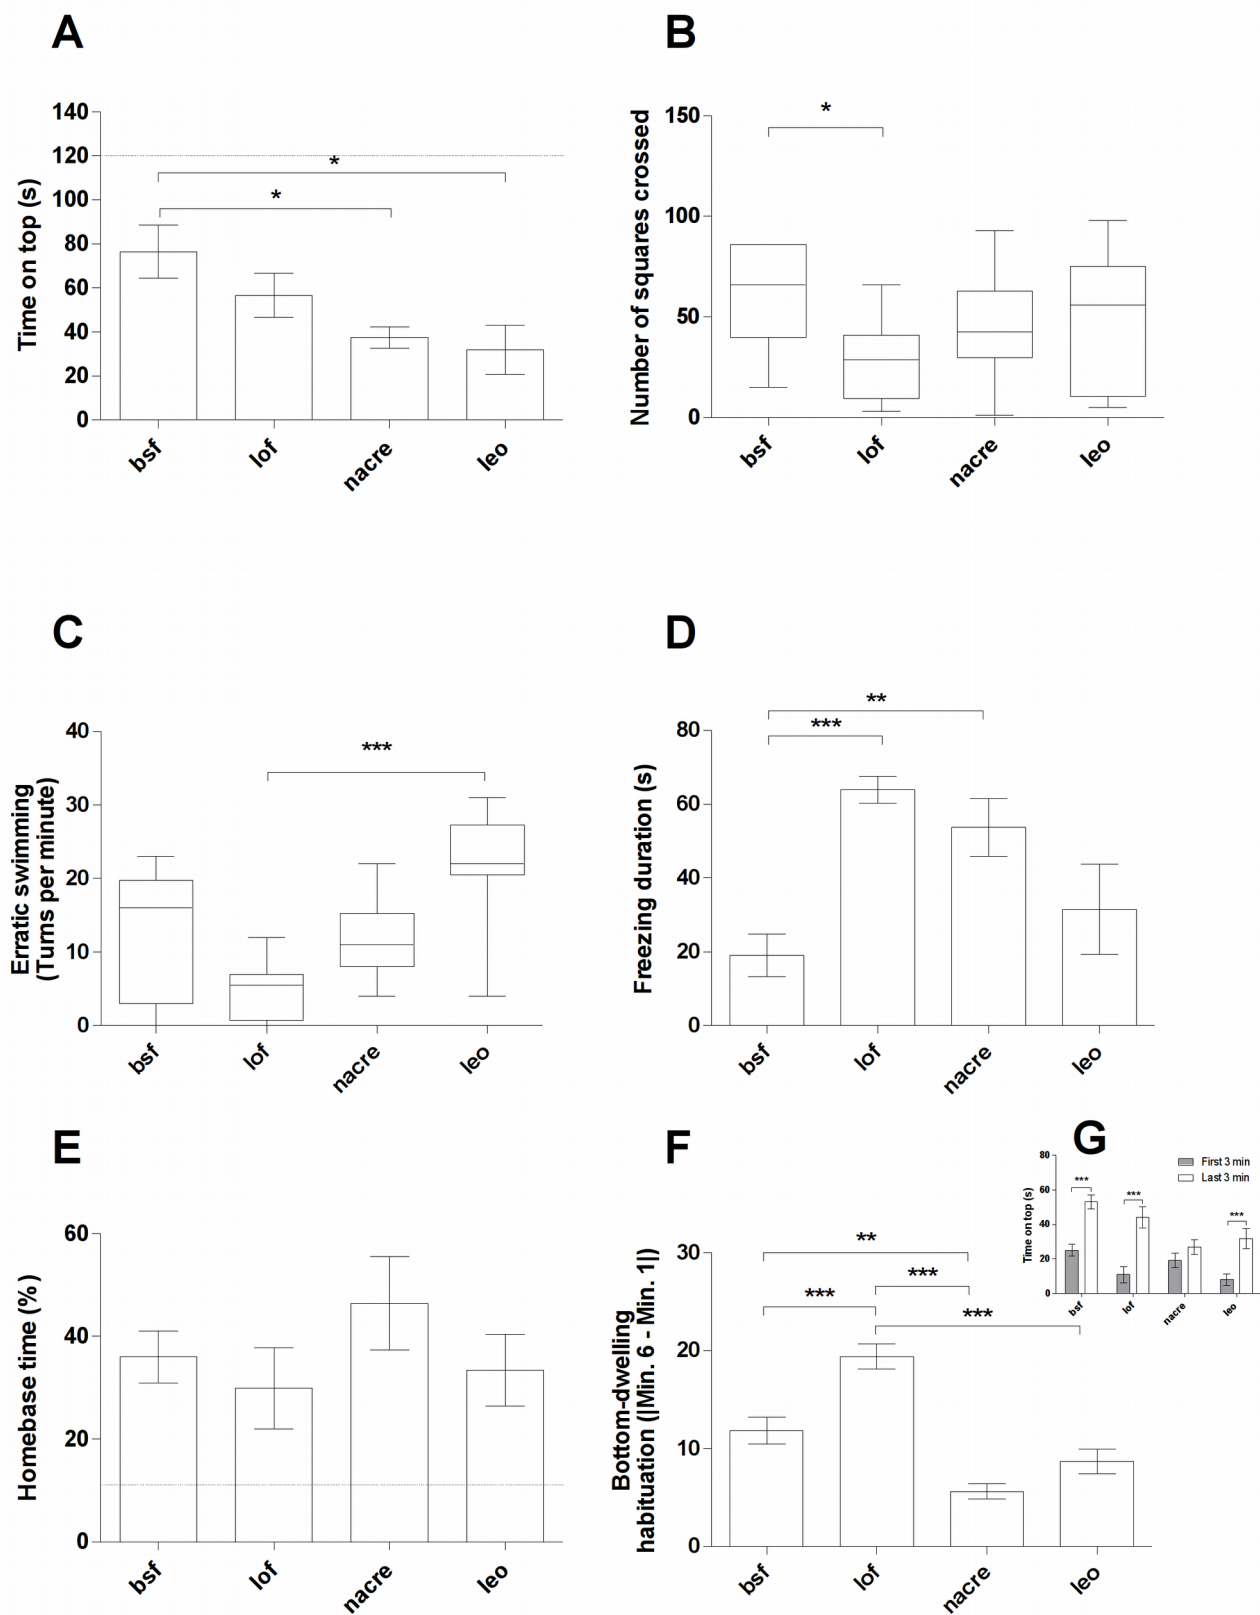 A
Time on top (s)
140
120
100
80
60
40
20
0
*
*
bsf
lof
nacre
leo
B
Number of squares crossed
150
100
50
0
*
bsf
lof
nacre
leo
C
Erratic swimming
(Turns per minute)
40
30
20
10
0
***
bsf
lof
nacre
leo
D
Freezing duration (s)
80
60
40
20
0
**
***
bsf
lof
nacre
leo
E
Homebase time (%)
60
40
20
0
bsf
lof
nacre
leo
F
Bottom-dwelling
habituation (|Min. 6 - Min. 1|)
30
20
10
0
**
***
***
***
bsf
lof
nacre
leo
G
Time on top (s)
80
60
40
20
0
First 3 min
Last 3 min
***
***
***
bsf
lof
nacre
leo